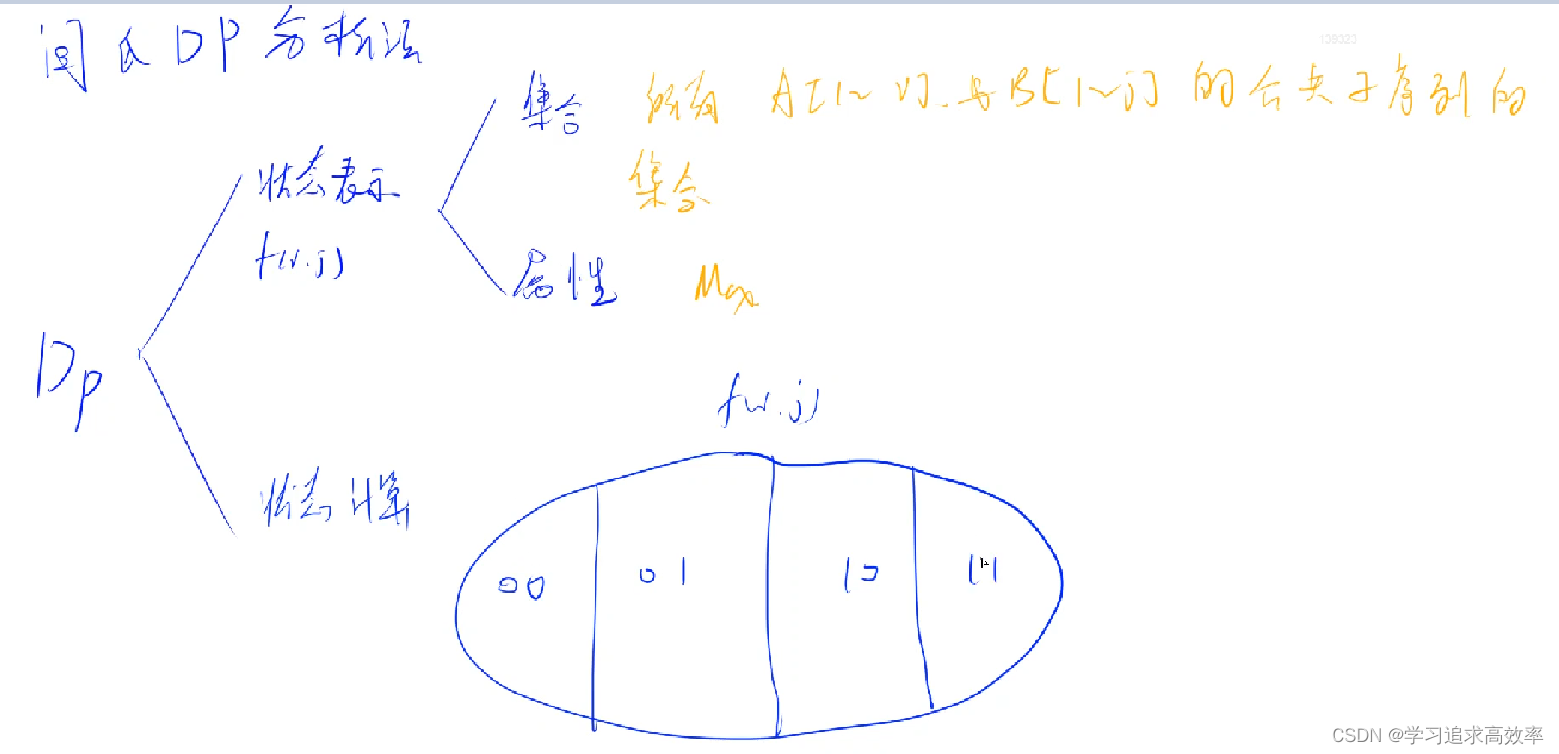 闫氏DP分析法
集合 所有 A[1~i]与B[1~j] 的公共子序列的
集合
状态表示
f(i,j)
属性 Max
Dp
f(i,j)
状态计算
00 01 10 11
CSDN @学习追求高效率